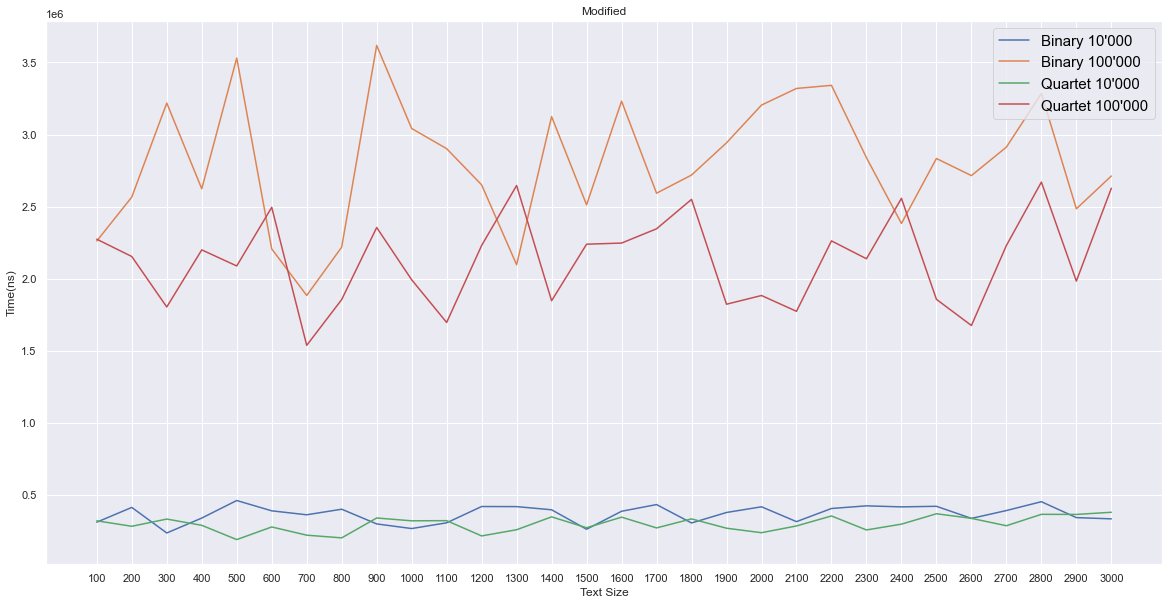 Modified
1e6
Binary 10'000
Binary 100'000
Quartet 10'000
Quartet 100'000
3.5
3.0
2.5
2.0
1.5
1.0
0.5
Time(ns)
100 200 300 400 500 600 700 800 900 1000 1100 1200 1300 1400 1500 1600 1700 1800 1900 2000 2100 2200 2300 2400 2500 2600 2700 2800 2900 3000
Text Size